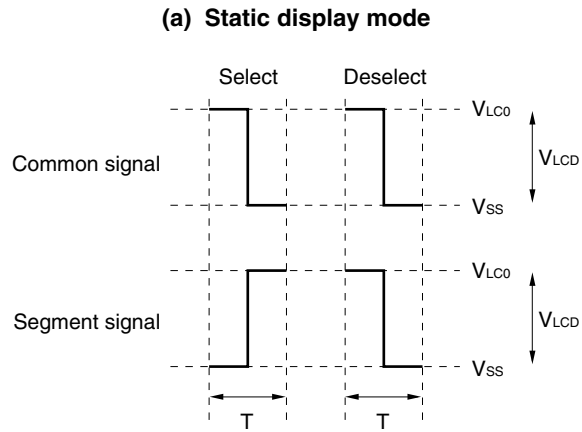 (a) Static display mode
Select Deselect
VLC0
Common signal
VLCD
VSS
VLC0
Segment signal
VLCD
VSS
T T